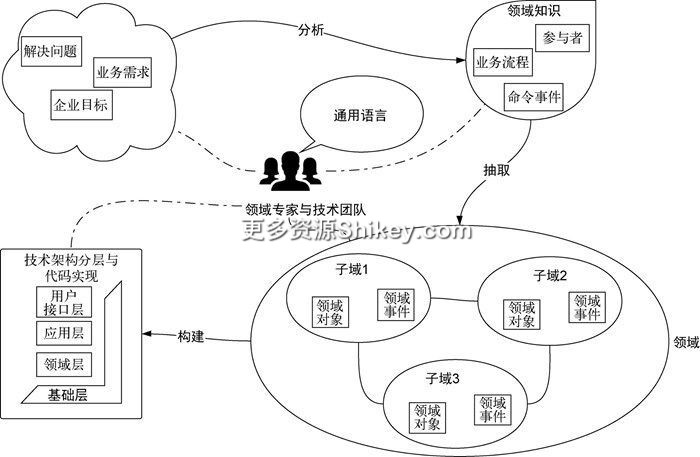 解决问题
业务需求
企业目标
分析
领域知识
参与者
业务流程
命令事件
通用语言
抽取
领域专家与技术团队
更多资源Shikey.com
技术架构分层与
代码实现
用户
接口层
应用层
领域层
基础层
构建
子域1
领域
对象
领域
事件
子域2
领域
对象
领域
事件
子域3
领域
对象
领域
事件
领域